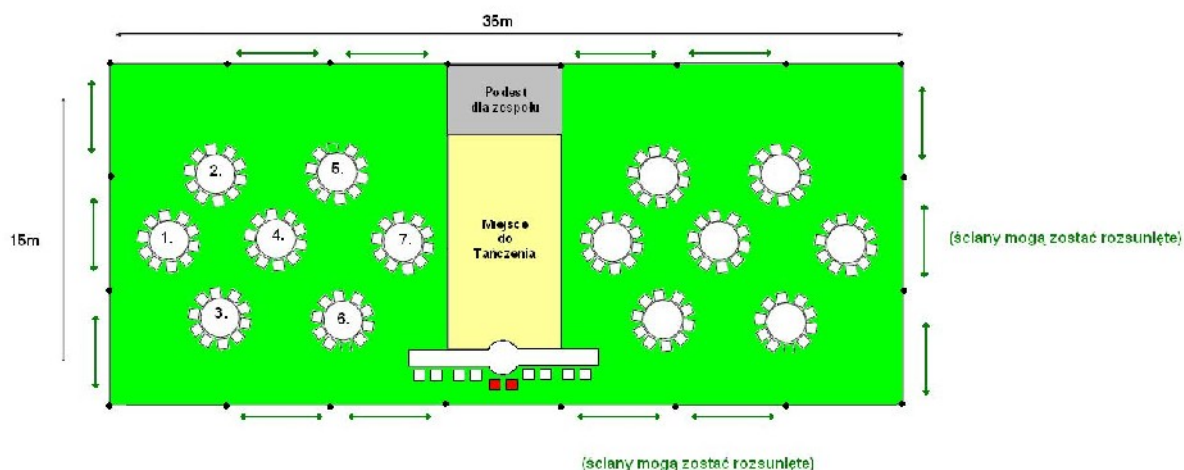 35m
Podest
dla zespołu
2.
5.
1.
4.
7.
Miejsce
do
Tańczenia
15m
(ściany mogą zostać rozsunięte)
3.
6.
(ściany mogą zostać rozsunięte)